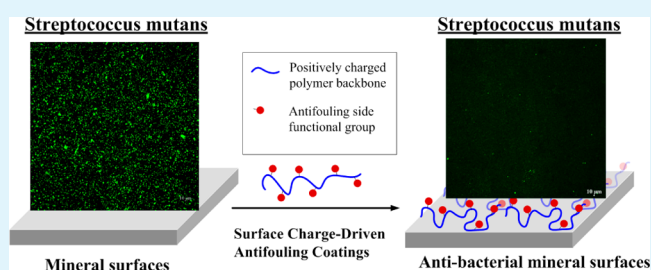 Streptococcus mutans
Streptococcus mutans
Positively charged
polymer backbone
Antifouling side
functional group
10 μm
Surface Charge-Driven
Antifouling Coatings
Mineral surfaces
Anti-bacterial mineral surfaces